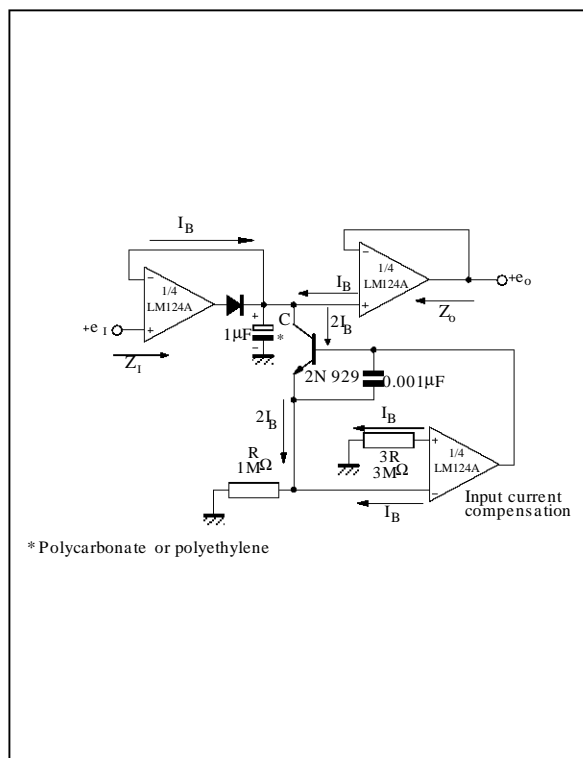 I_B
1/4
LM124A
+e_I
Z_I
I_B
1/4
LM124A
+e_o
Z_o
+
1µF
*
C
2I_B
2N 929
0.001µF
2I_B
R
1MΩ
I_B
3R
3MΩ
1/4
LM124A
I_B
Input current
compensation
* Polycarbonate or polyethylene